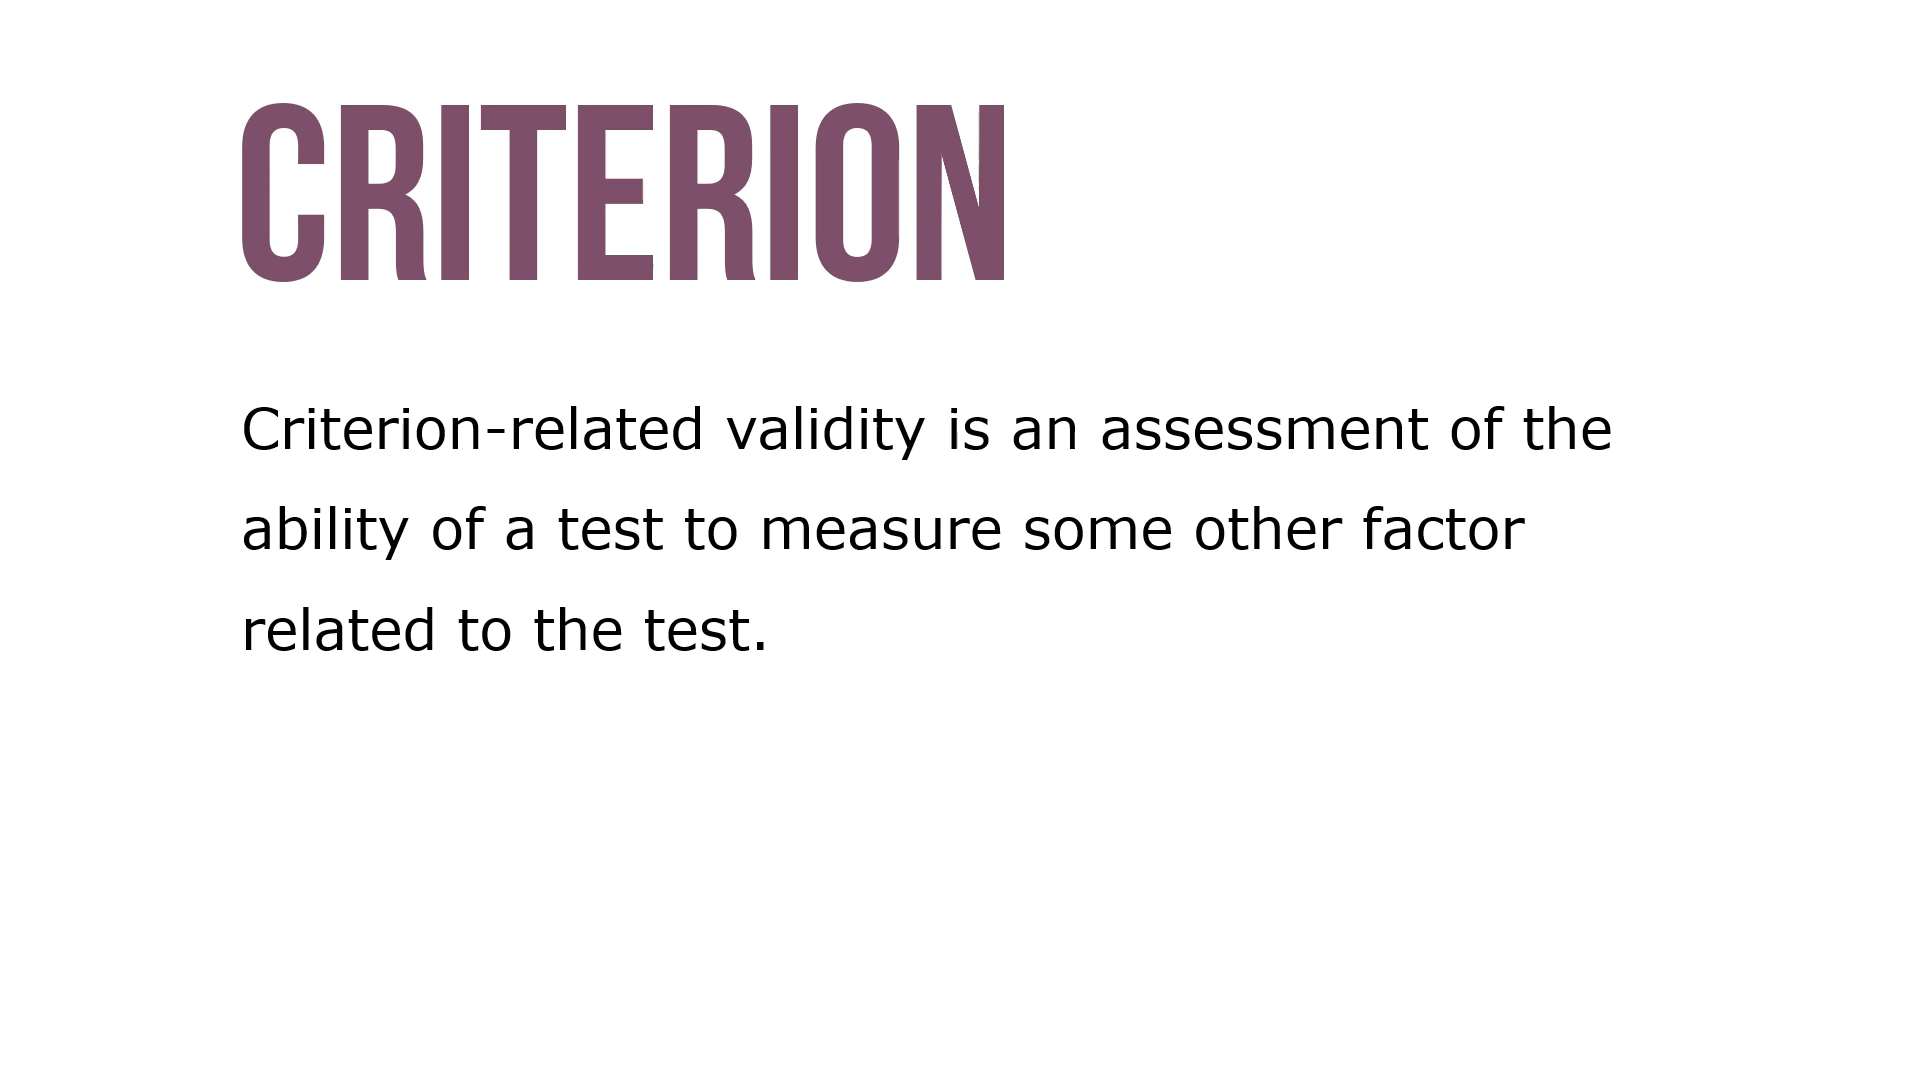 CRITERION
Criterion-related validity is an assessment of the
ability of a test to measure some other factor
related to the test.